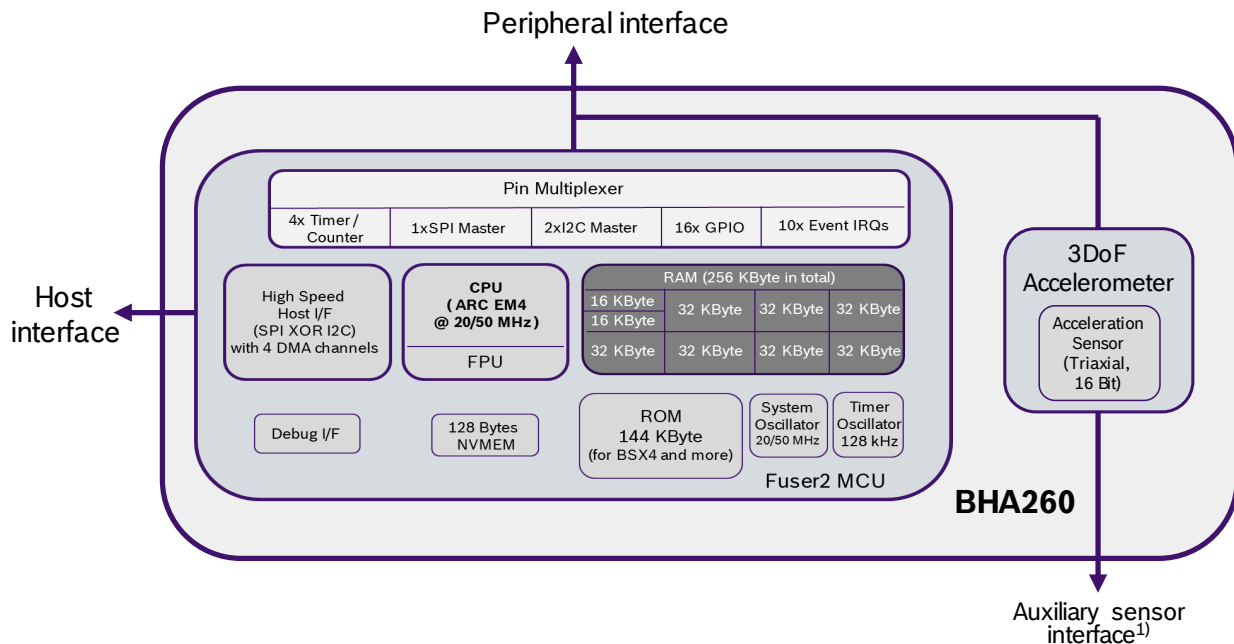 Peripheral interface
Pin Multiplexer
4x Timer /
Counter
1xSPI Master
2xI2C Master
16x GPIO
10x Event IRQs
Host
interface
High Speed
Host I/F
(SPI XOR I2C)
with 4 DMA channels
CPU
( ARC EM4
@ 20/50 MHz)
FPU
RAM (256 KByte in total)
16 KByte
16 KByte
32 KByte
32 KByte
32 KByte
32 KByte
32 KByte
32 KByte
32 KByte
3DoF
Accelerometer
Acceleration
Sensor
(Triaxial,
16 Bit)
Debug I/F
128 Bytes
NVMEM
ROM
144 KByte
(for BSX4 and more)
System
Oscillator
20/50 MHz
Timer
Oscillator
128 kHz
Fuser2 MCU
BHA260
Auxiliary sensor
interface1)